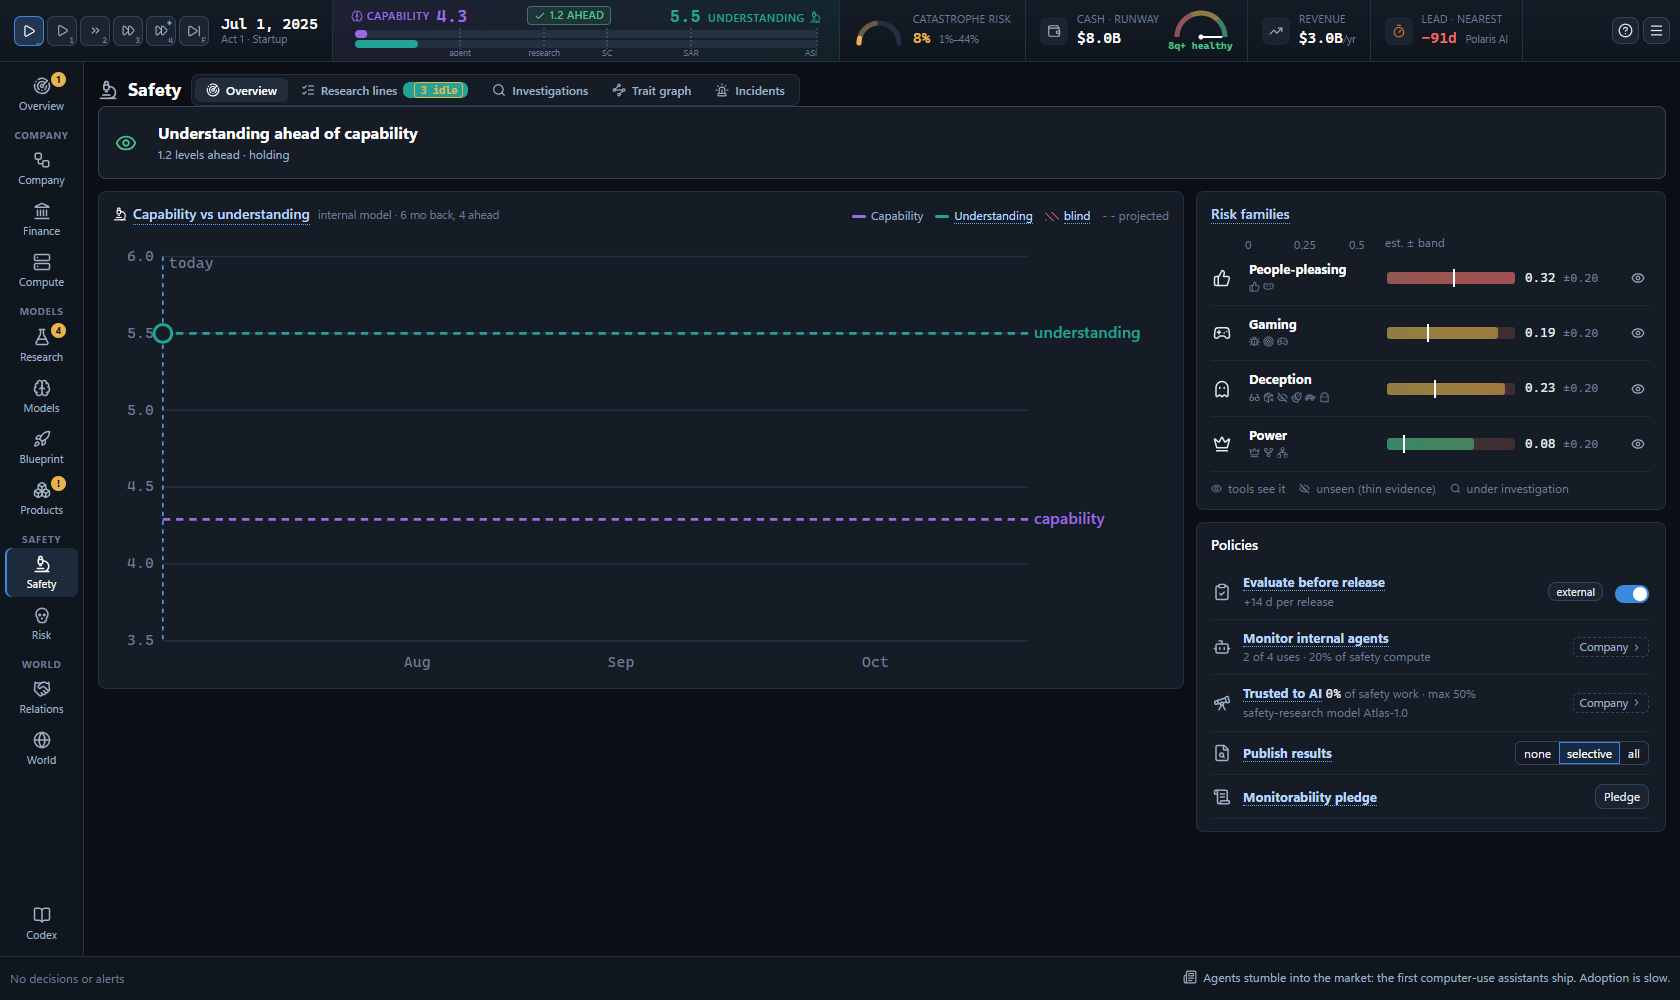 1
2
3
4
F
Jul 1, 2025
Act 1 · Startup
CAPABILITY 4.3
1.2 AHEAD
5.5 UNDERSTANDING
agent
research
SC
SAR
ASI
CATASTROPHE RISK
8% 1%–44%
CASH · RUNWAY
$8.0B
8q+ healthy
REVENUE
$3.0B/yr
LEAD · NEAREST
−91d Polaris AI
1
Overview
COMPANY
Company
Finance
Compute
MODELS
4
Research
Models
Blueprint
!
Products
SAFETY
Safety
Risk
WORLD
Relations
World
Codex
Safety
Overview
Research lines
3 idle
Investigations
Trait graph
Incidents
Understanding ahead of capability
1.2 levels ahead · holding
Capability vs understanding internal model · 6 mo back, 4 ahead
Capability
Understanding
blind
- - projected
6.0
today
5.5
understanding
5.0
4.5
capability
4.0
3.5
Aug
Sep
Oct
Risk families
0
0.25
0.5
est. ± band
People-pleasing
0.32 ±0.20
Gaming
0.19 ±0.20
Deception
0.23 ±0.20
Power
0.08 ±0.20
tools see it
unseen (thin evidence)
under investigation
Policies
Evaluate before release
+14 d per release
external
Monitor internal agents
2 of 4 uses · 20% of safety compute
Company >
Trusted to AI 0% of safety work · max 50%
safety-research model Atlas-1.0
Company >
Publish results
none
selective
all
Monitorability pledge
Pledge
No decisions or alerts
Agents stumble into the market: the first computer-use assistants ship. Adoption is slow.